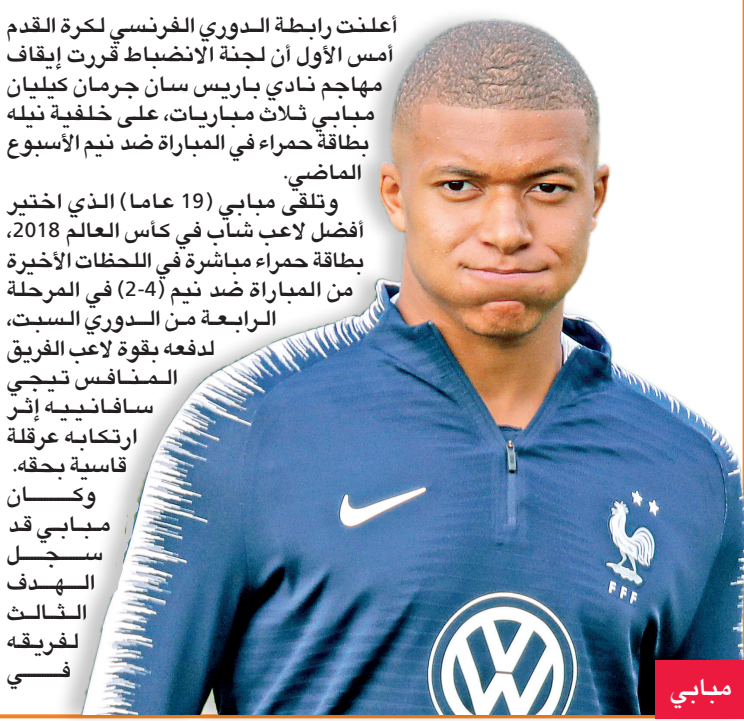 أعلنت رابطة الدوري الفرنسي لكرة القدم
أمس الأول أن لجنة الانضباط قررت إيقاف
مهاجم نادي باريس سان جرمان كيليان
مبابي ثلاث مباريات، على خلفية نيله
بطاقة حمراء في المباراة ضد نيم الأسبوع
الماضي.
وتلقى مبابي (19 عاما) الذي اختير
أفضل لاعب شاب في كأس العالم 2018،
بطاقة حمراء مباشرة في اللحظات الأخيرة
من المباراة ضد نيم (4-2) في المرحلة
الرابعة من الدوري السبت،
لدفعه بقوة لاعب الفريق
المنافس تيجي
سافانييه إثر
ارتكابه عرقلة
قاسية بحقه.
وكان
مبابي قد
سجل
الهدف
الثالث
لفريقه
في
FFF
VW
مبابي